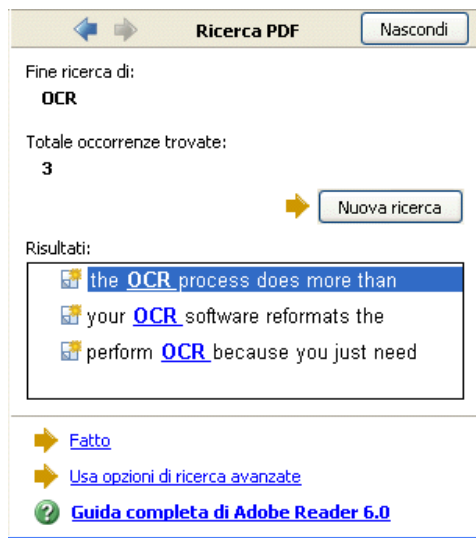 Ricerca PDF Nascondi
Fine ricerca di:
OCR
Totale occorrenze trovate:
3
Nuova ricerca
Risultati:
the OCR process does more than
your OCR software reformats the
perform OCR because you just need
Fatto
Usa opzioni di ricerca avanzate
Guida completa di Adobe Reader 6.0